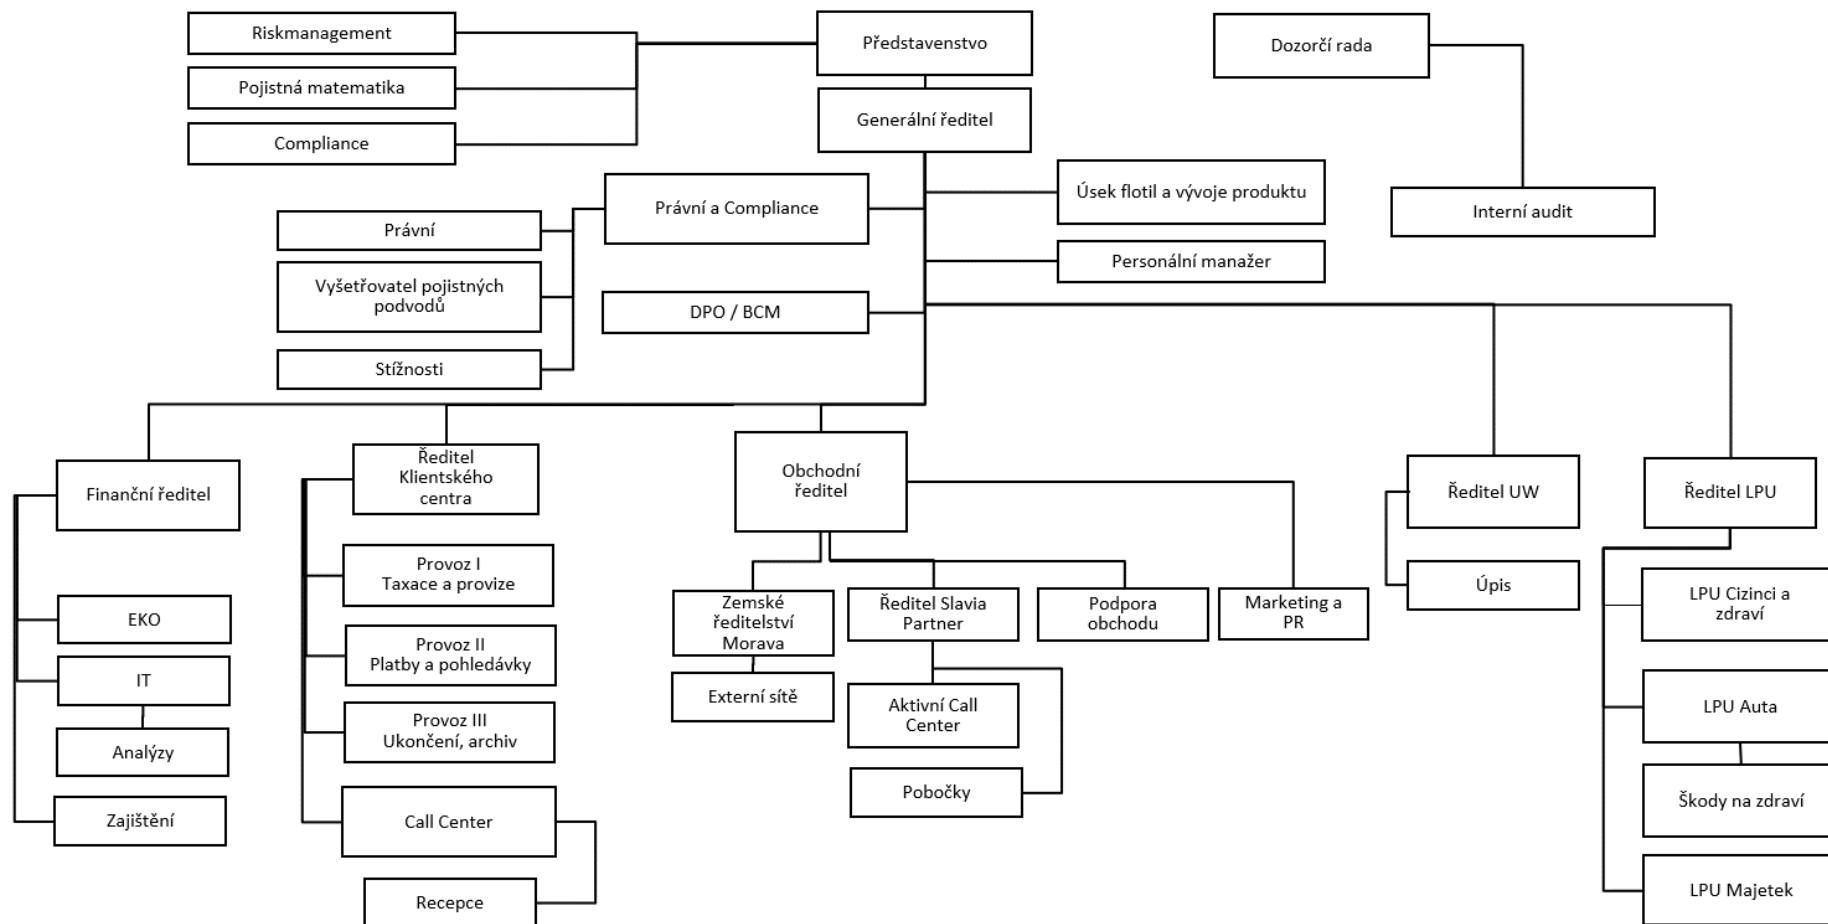 Riskmanagement
Představenstvo
Dozorčí rada
Pojistná matematika
Generální ředitel
Compliance
Právní a Compliance
Úsek flotil a vývoje produktu
Interní audit
Právní
Personální manažer
Vyšetřovatel pojistných
podvodů
DPO / BCM
Stížnosti
Finanční ředitel
Ředitel
Klientského
centra
Obchodní
ředitel
Ředitel UW
Ředitel LPU
EKO
IT
Analýzy
Zajištění
Provoz I
Taxace a provize
Provoz II
Platby a pohledávky
Provoz III
Ukončení, archiv
Call Center
Recepce
Zemské
ředitelství
Morava
Externí sítě
Ředitel Slavia
Partner
Aktivní Call
Center
Pobočky
Podpora
obchodu
Marketing a
PR
Úpis
LPU Cizinci a
zdraví
LPU Auta
Škody na zdraví
LPU Majetek